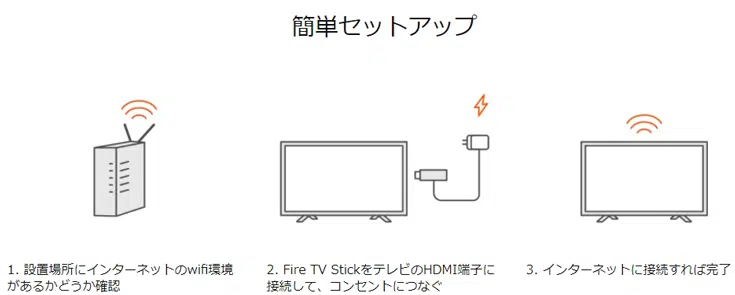 簡単セットアップ
1. 設置場所にインターネットのwifi環境
があるかどうか確認
2. Fire TV StickをテレビのHDMI端子に
接続して、コンセントにつなぐ
3. インターネットに接続すれば完了